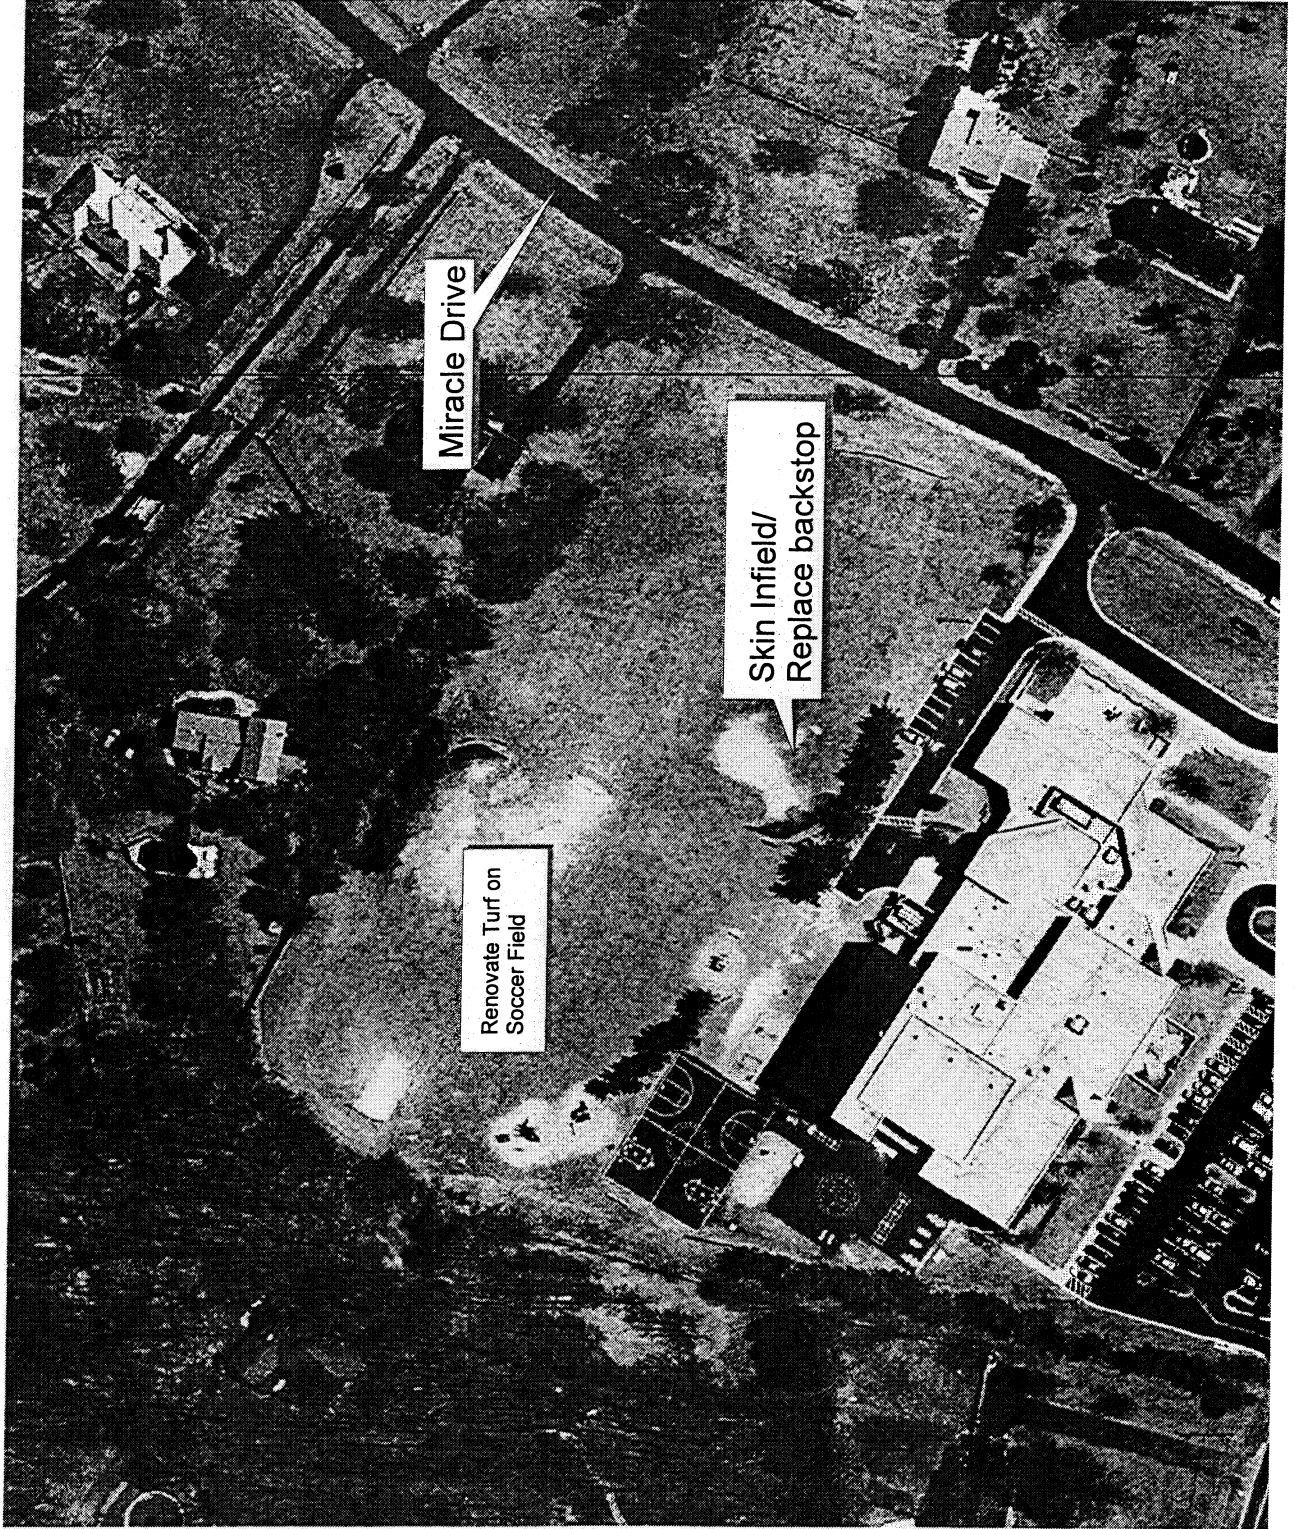 Miracle Drive
Skin Infield/
Replace backstop
Renovate Turf on
Soccer Field